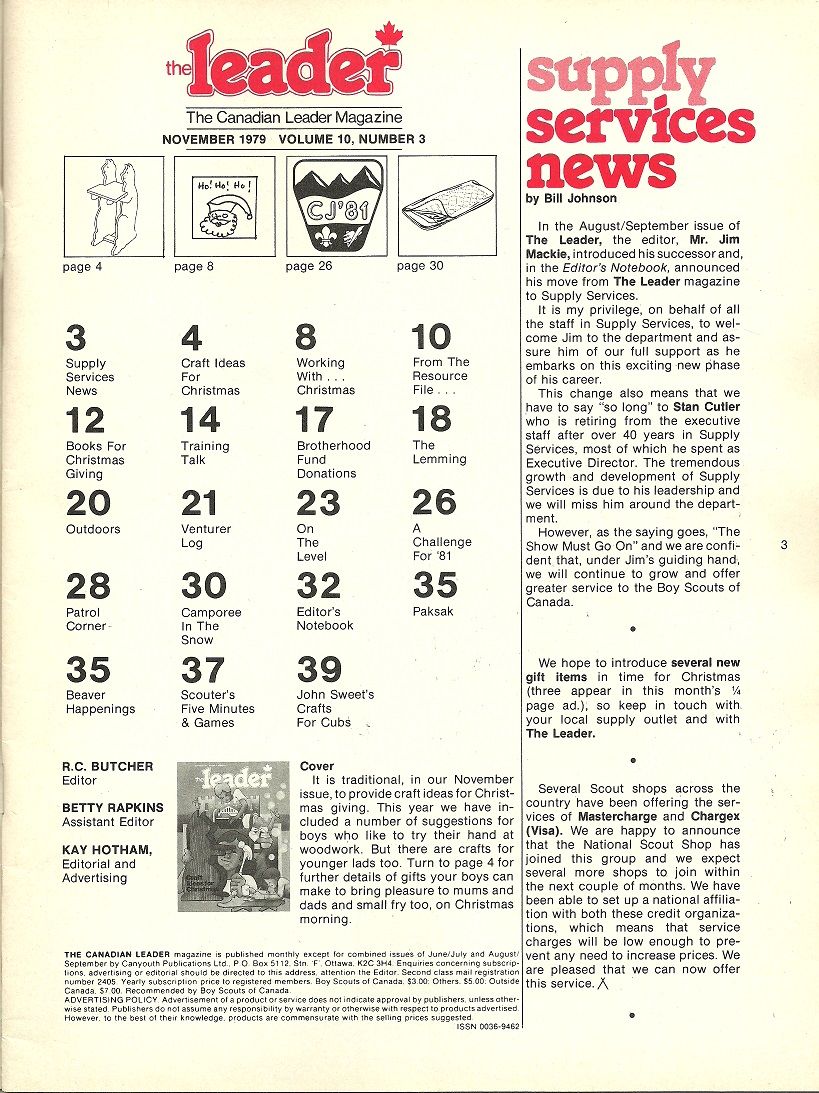 the leader
The Canadian Leader Magazine
NOVEMBER 1979 VOLUME 10, NUMBER 3
Ho! Ho! Ho!
CJ'81
page 4
page 8
page 26
page 30
3
Supply
Services
News
4
Craft Ideas
For
Christmas
8
Working
With . . .
Christmas
10
From The
Resource
File . . .
12
Books For
Christmas
Giving
14
Training
Talk
17
Brotherhood
Fund
Donations
18
The
Lemming
20
Outdoors
21
Venturer
Log
23
On
The
Level
26
A
Challenge
For '81
28
Patrol
Corner
30
Camporee
In The
Snow
32
Editor's
Notebook
35
Paksak
35
Beaver
Happenings
37
Scouter's
Five Minutes
& Games
39
John Sweet's
Crafts
For Cubs
R.C. BUTCHER
Editor
BETTY RAPKINS
Assistant Editor
KAY HOTHAM,
Editorial and
Advertising
the leader
Craft
Ideas for
Christmas
Cover
It is traditional, in our November
issue, to provide craft ideas for Christ-
mas giving. This year we have in-
cluded a number of suggestions for
boys who like to try their hand at
woodwork. But there are crafts for
younger lads too. Turn to page 4 for
further details of gifts your boys can
make to bring pleasure to mums and
dads and small fry too, on Christmas
morning.
THE CANADIAN LEADER magazine is published monthly except for combined issues of June/July and August/
September by Canyouth Publications Ltd., P.O. Box 5112, Stn. 'F', Ottawa, K2C 3H4. Enquiries concerning subscrip-
tions, advertising or editorial should be directed to this address, attention the Editor. Second class mail registration
number 2405. Yearly subscription price to registered members. Boy Scouts of Canada. $3.00: Others. $5.00: Outside
Canada. $7.00. Recommended by Boy Scouts of Canada.
ADVERTISING POLICY. Advertisement of a product or service does not indicate approval by publishers, unless other-
wise stated. Publishers do not assume any responsibility by warranty or otherwise with respect to products advertised.
However, to the best of their knowledge, products are commensurate with the selling prices suggested.
ISSN 0036-9462
supply
services
news
by Bill Johnson
In the August/September issue of
The Leader, the editor, Mr. Jim
Mackie, introduced his successor and,
in the Editor's Notebook, announced
his move from The Leader magazine
to Supply Services.
It is my privilege, on behalf of all
the staff in Supply Services, to wel-
come Jim to the department and as-
sure him of our full support as he
embarks on this exciting new phase
of his career.
This change also means that we
have to say "so long" to Stan Cutler
who is retiring from the executive
staff after over 40 years in Supply
Services, most of which he spent as
Executive Director. The tremendous
growth and development of Supply
Services is due to his leadership and
we will miss him around the depart-
ment.
However, as the saying goes, "The
Show Must Go On" and we are confi-
dent that, under Jim's guiding hand,
we will continue to grow and offer
greater service to the Boy Scouts of
Canada.
•
We hope to introduce several new
gift items in time for Christmas
(three appear in this month's ¼
page ad.), so keep in touch with
your local supply outlet and with
The Leader.
•
Several Scout shops across the
country have been offering the ser-
vices of Mastercharge and Chargex
(Visa). We are happy to announce
that the National Scout Shop has
joined this group and we expect
several more shops to join within
the next couple of months. We have
been able to set up a national affilia-
tion with both these credit organiza-
tions, which means that service
charges will be low enough to pre-
vent any need to increase prices. We
are pleased that we can now offer
this service.
•
3